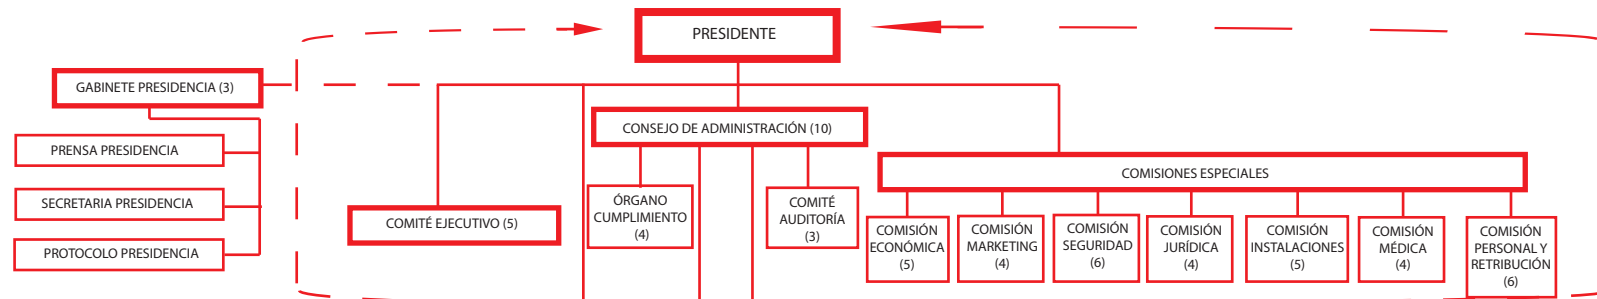 PRESIDENTE
GABINETE PRESIDENCIA (3)
PRENSA PRESIDENCIA
SECRETARIA PRESIDENCIA
PROTOCOLO PRESIDENCIA
CONSEJO DE ADMINISTRACIÓN (10)
COMITÉ EJECUTIVO (5)
ÓRGANO
CUMPLIMIENTO
(4)
COMITÉ
AUDITORÍA
(3)
COMISIONES ESPECIALES
COMISIÓN
ECONÓMICA
(5)
COMISIÓN
MARKETING
(4)
COMISIÓN
SEGURIDAD
(6)
COMISIÓN
JURÍDICA
(4)
COMISIÓN
INSTALACIONES
(5)
COMISIÓN
MÉDICA
(4)
COMISIÓN
PERSONAL Y
RETRIBUCIÓN
(6)